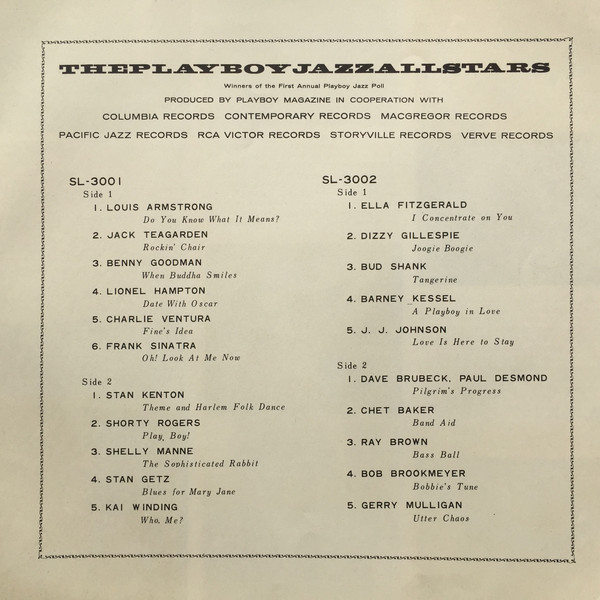 THEPLAYBOYJAZZALLSTARS
Winners of the First Annual Playboy Jazz Poll
PRODUCED BY PLAYBOY MAGAZINE IN COOPERATION WITH
COLUMBIA RECORDS CONTEMPORARY RECORDS MACGREGOR RECORDS
PACIFIC JAZZ RECORDS RCA VICTOR RECORDS STORYVILLE RECORDS VERVE RECORDS
SL-3001
Side 1
1. LOUIS ARMSTRONG
Do You Know What It Means?
2. JACK TEAGARDEN
Rockin' Chair
3. BENNY GOODMAN
When Buddha Smiles
4. LIONEL HAMPTON
Date With Oscar
5. CHARLIE VENTURA
Fine's Idea
6. FRANK SINATRA
Oh! Look At Me Now
Side 2
1. STAN KENTON
Theme and Harlem Folk Dance
2. SHORTY ROGERS
Play, Boy!
3. SHELLY MANNE
The Sophisticated Rabbit
4. STAN GETZ
Blues for Mary Jane
5. KAI WINDING
Who, Me?
SL-3002
Side 1
1. ELLA FITZGERALD
I Concentrate on You
2. DIZZY GILLESPIE
Joogie Boogie
3. BUD SHANK
Tangerine
4. BARNEY KESSEL
A Playboy in Love
5. J. J. JOHNSON
Love Is Here to Stay
Side 2
1. DAVE BRUBECK, PAUL DESMOND
Pilgrim's Progress
2. CHET BAKER
Band Aid
3. RAY BROWN
Bass Ball
4. BOB BROOKMEYER
Bobbie's Tune
5. GERRY MULLIGAN
Utter Chaos